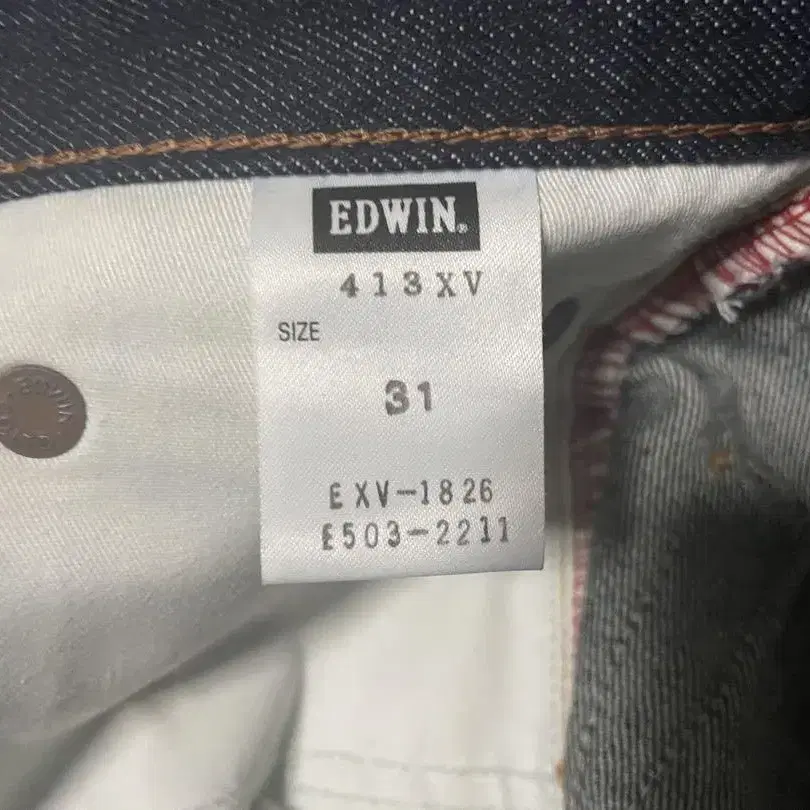 EDWIN®
413XV
SIZE
31
EXV-1826
E503-2211